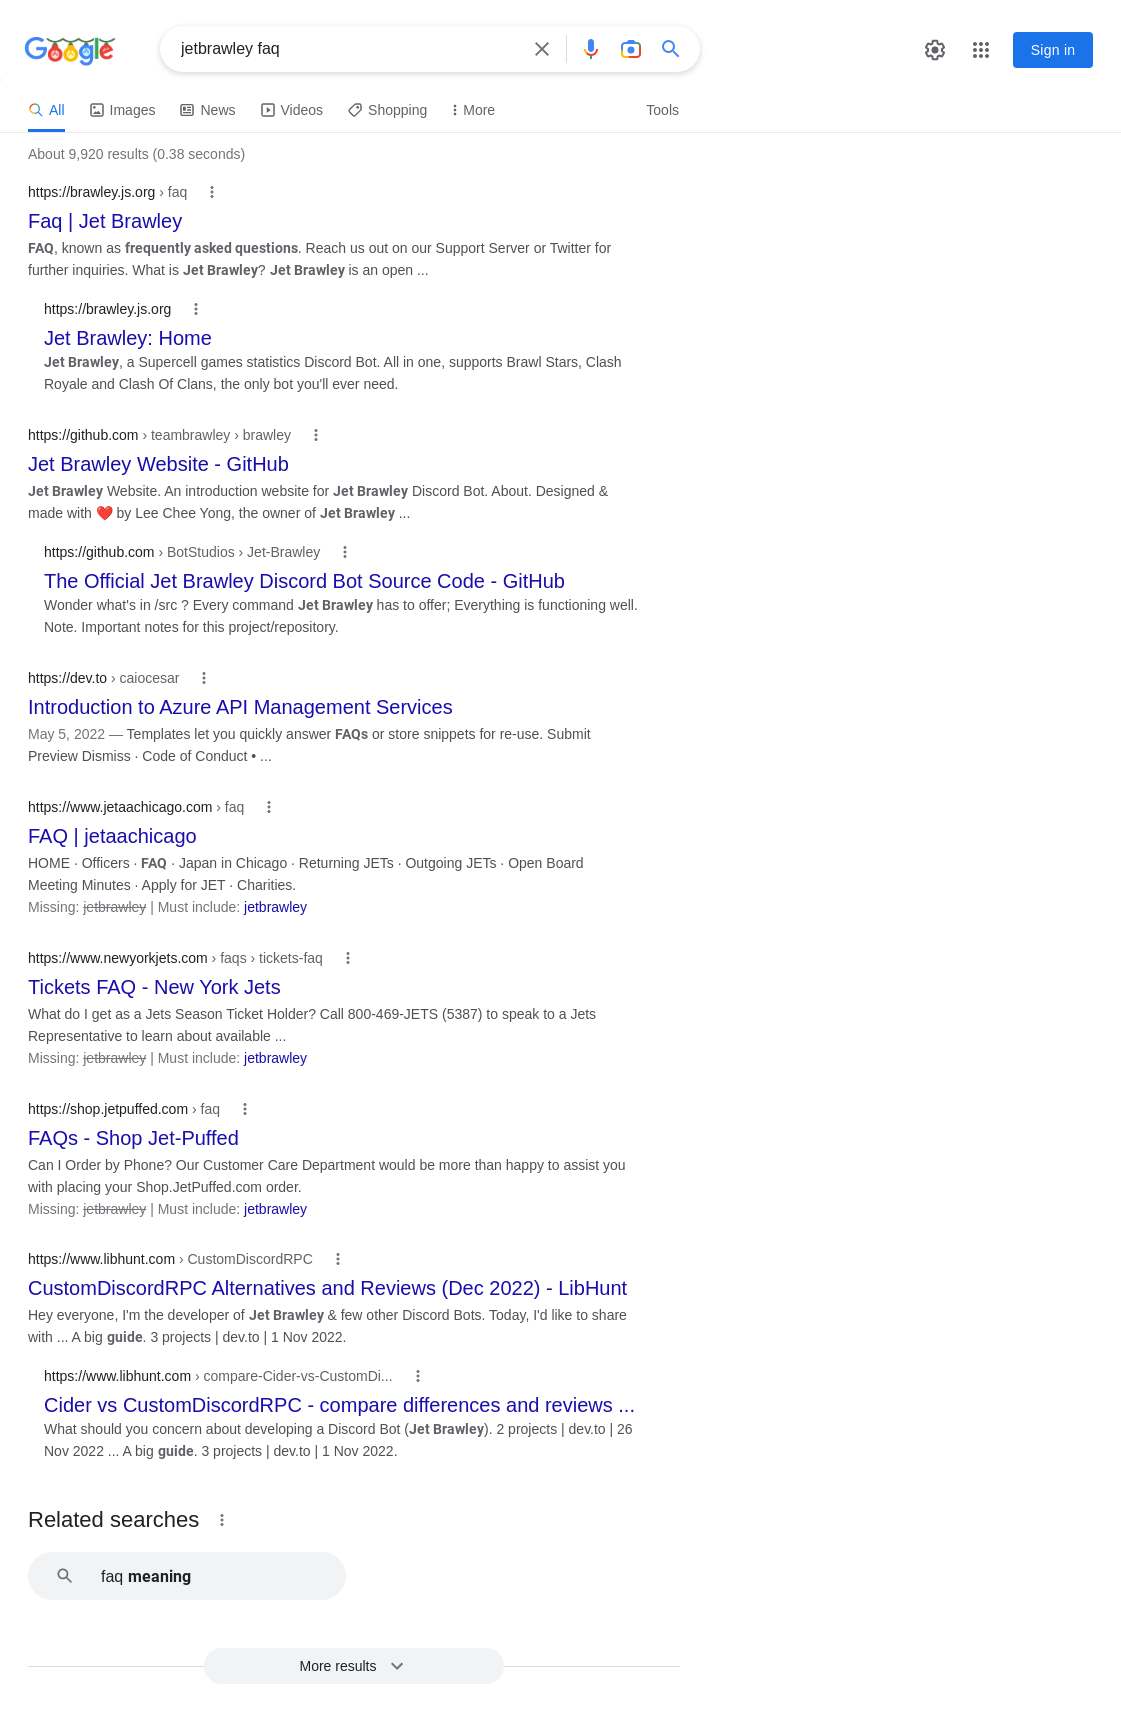 Google
jetbrawley faq
Sign in
All Images News Videos Shopping More Tools
About 9,920 results (0.38 seconds)
https://brawley.js.org › faq
Faq | Jet Brawley
FAQ, known as frequently asked questions. Reach us out on our Support Server or Twitter for
further inquiries. What is Jet Brawley? Jet Brawley is an open ...
https://brawley.js.org
Jet Brawley: Home
Jet Brawley, a Supercell games statistics Discord Bot. All in one, supports Brawl Stars, Clash
Royale and Clash Of Clans, the only bot you'll ever need.
https://github.com › teambrawley › brawley
Jet Brawley Website - GitHub
Jet Brawley Website. An introduction website for Jet Brawley Discord Bot. About. Designed &
made with ❤️ by Lee Chee Yong, the owner of Jet Brawley ...
https://github.com › BotStudios › Jet-Brawley
The Official Jet Brawley Discord Bot Source Code - GitHub
Wonder what's in /src ? Every command Jet Brawley has to offer; Everything is functioning well.
Note. Important notes for this project/repository.
https://dev.to › caiocesar
Introduction to Azure API Management Services
May 5, 2022 — Templates let you quickly answer FAQs or store snippets for re-use. Submit
Preview Dismiss · Code of Conduct • ...
https://www.jetaachicago.com › faq
FAQ | jetaachicago
HOME · Officers · FAQ · Japan in Chicago · Returning JETs · Outgoing JETs · Open Board
Meeting Minutes · Apply for JET · Charities.
Missing: jetbrawley | Must include: jetbrawley
https://www.newyorkjets.com › faqs › tickets-faq
Tickets FAQ - New York Jets
What do I get as a Jets Season Ticket Holder? Call 800-469-JETS (5387) to speak to a Jets
Representative to learn about available ...
Missing: jetbrawley | Must include: jetbrawley
https://shop.jetpuffed.com › faq
FAQs - Shop Jet-Puffed
Can I Order by Phone? Our Customer Care Department would be more than happy to assist you
with placing your Shop.JetPuffed.com order.
Missing: jetbrawley | Must include: jetbrawley
https://www.libhunt.com › CustomDiscordRPC
CustomDiscordRPC Alternatives and Reviews (Dec 2022) - LibHunt
Hey everyone, I'm the developer of Jet Brawley & few other Discord Bots. Today, I'd like to share
with ... A big guide. 3 projects | dev.to | 1 Nov 2022.
https://www.libhunt.com › compare-Cider-vs-CustomDi...
Cider vs CustomDiscordRPC - compare differences and reviews ...
What should you concern about developing a Discord Bot (Jet Brawley). 2 projects | dev.to | 26
Nov 2022 ... A big guide. 3 projects | dev.to | 1 Nov 2022.
Related searches
faq meaning
More results